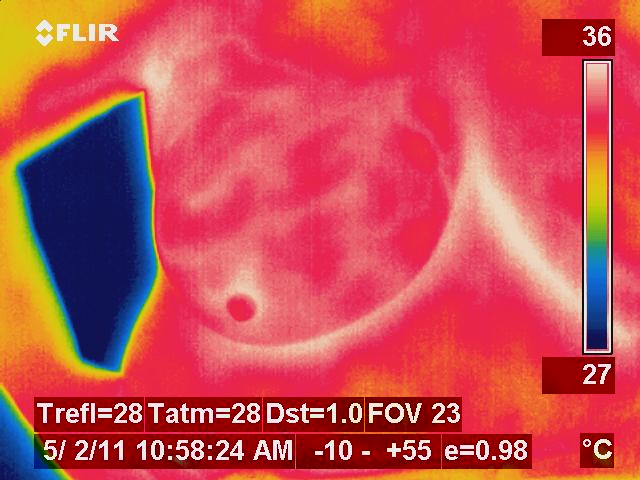 FLIR
36
27
Trefl=28 Tatm=28 Dst=1.0 FOV 23
5/ 2/11 10:58:24 AM -10 - +55 e=0.98
°C